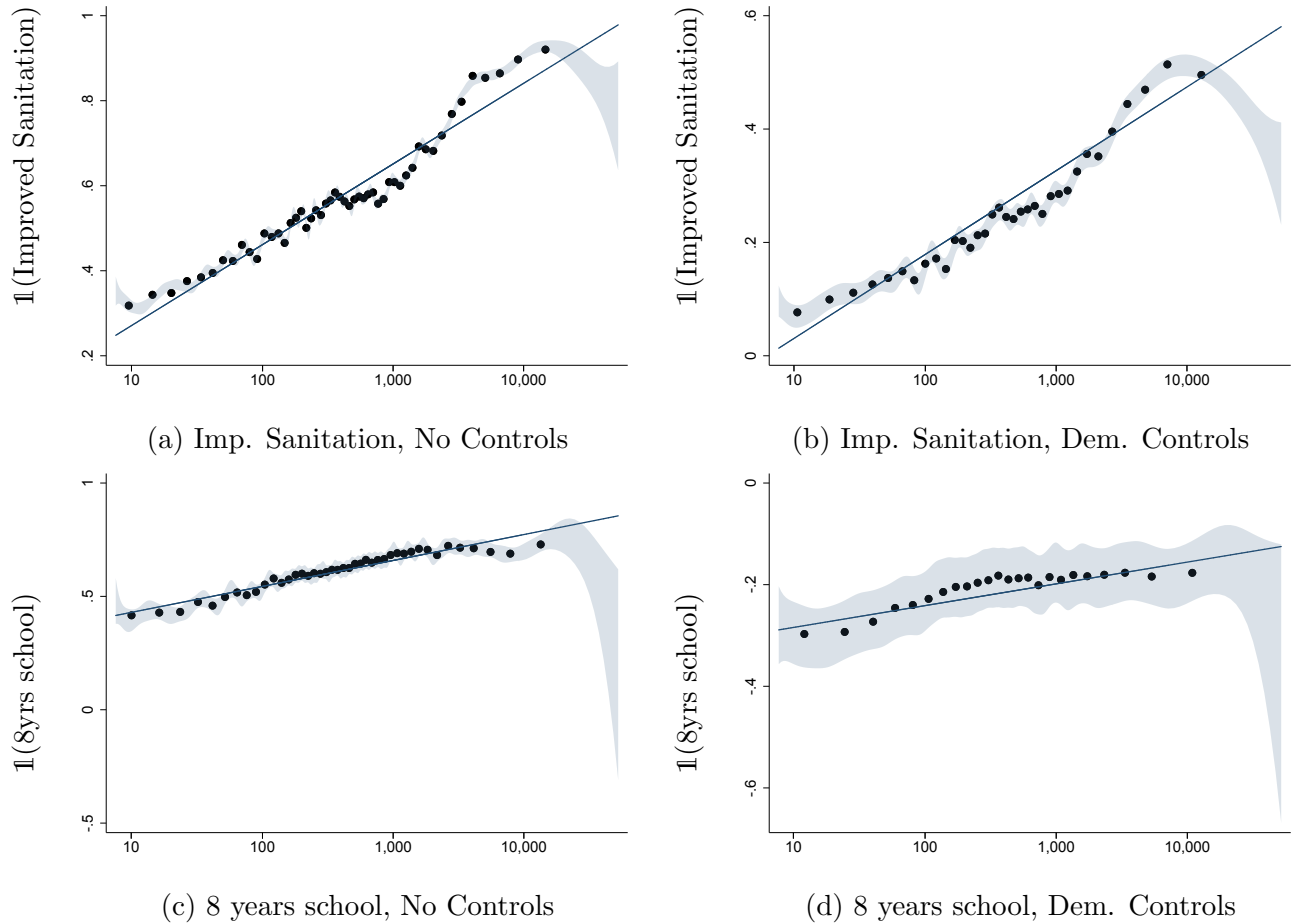 1(Improved Sanitation)
1
.8
.6
.4
.2
10 100 1,000 10,000
(a) Imp. Sanitation, No Controls
𝟙(Improved Sanitation)
.6
.4
.2
0
10 100 1,000 10,000
(b) Imp. Sanitation, Dem. Controls
𝟙(8yrs school)
1
.5
0
-.5
10 100 1,000 10,000
(c) 8 years school, No Controls
𝟙(8yrs school)
0
-.2
-.4
-.6
10 100 1,000 10,000
(d) 8 years school, Dem. Controls